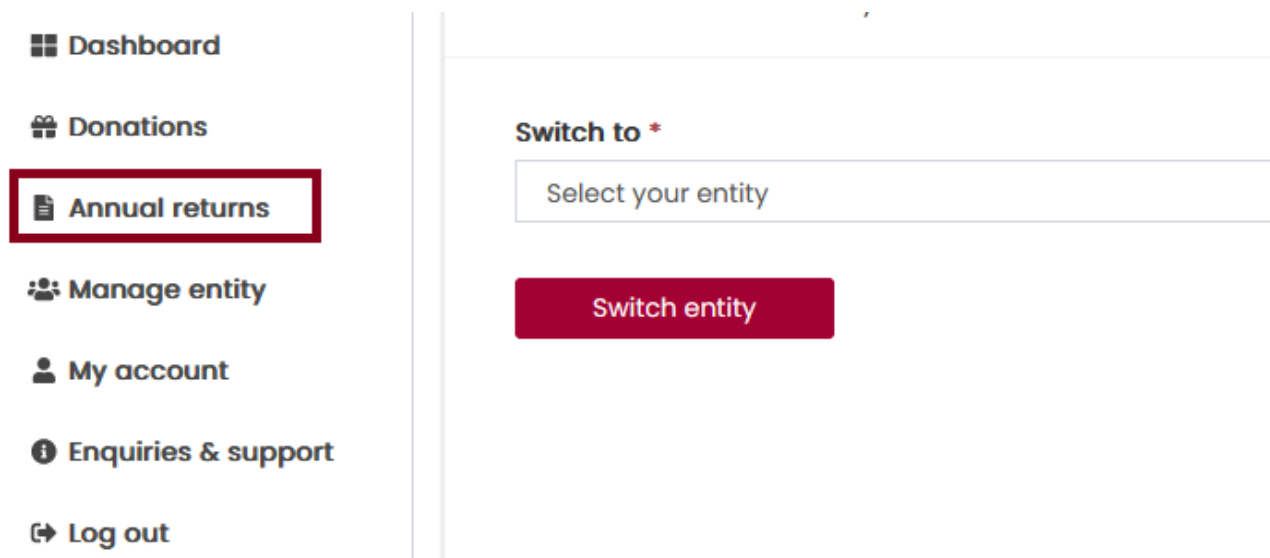 Dashboard
Donations
Annual returns
Manage entity
My account
Enquiries & support
Log out
Switch to *
Select your entity
Switch entity